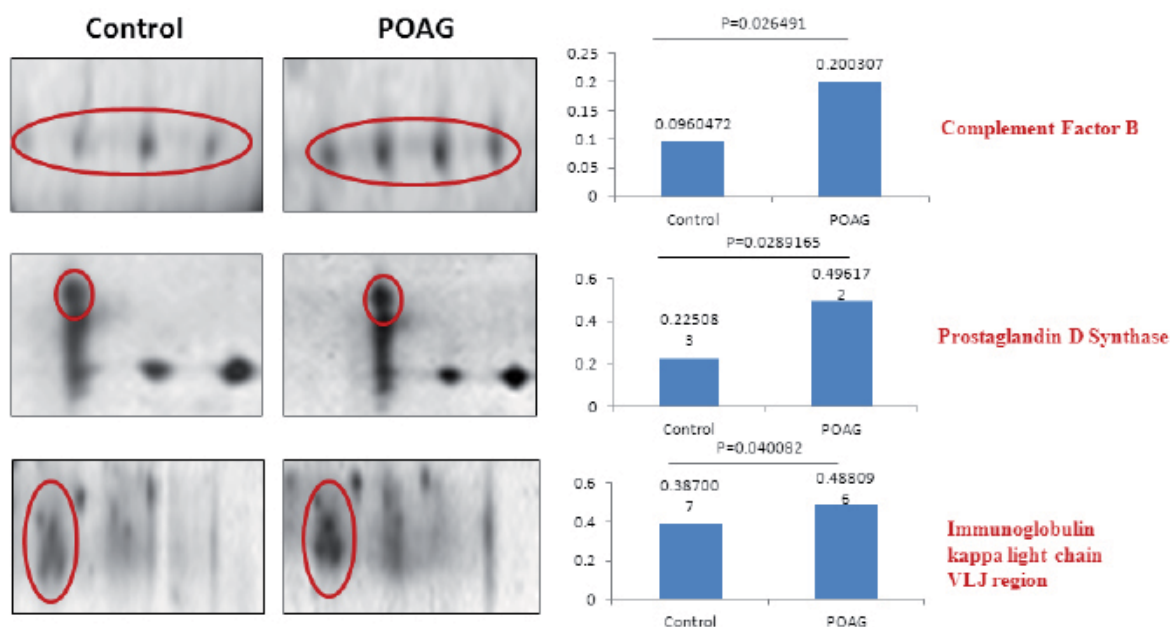 Control
POAG
P=0.026491
0.25
0.2
0.15
0.1
0.05
0
0.0960472
0.200307
Control
POAG
Complement Factor B
P=0.0289165
0.6
0.4
0.2
0
0.22508
3
0.49617
2
Control
POAG
Prostaglandin D Synthase
P=0.040082
0.6
0.4
0.2
0
0.38700
7
0.48809
6
Control
POAG
Immunoglobulin
kappa light chain
VLJ region